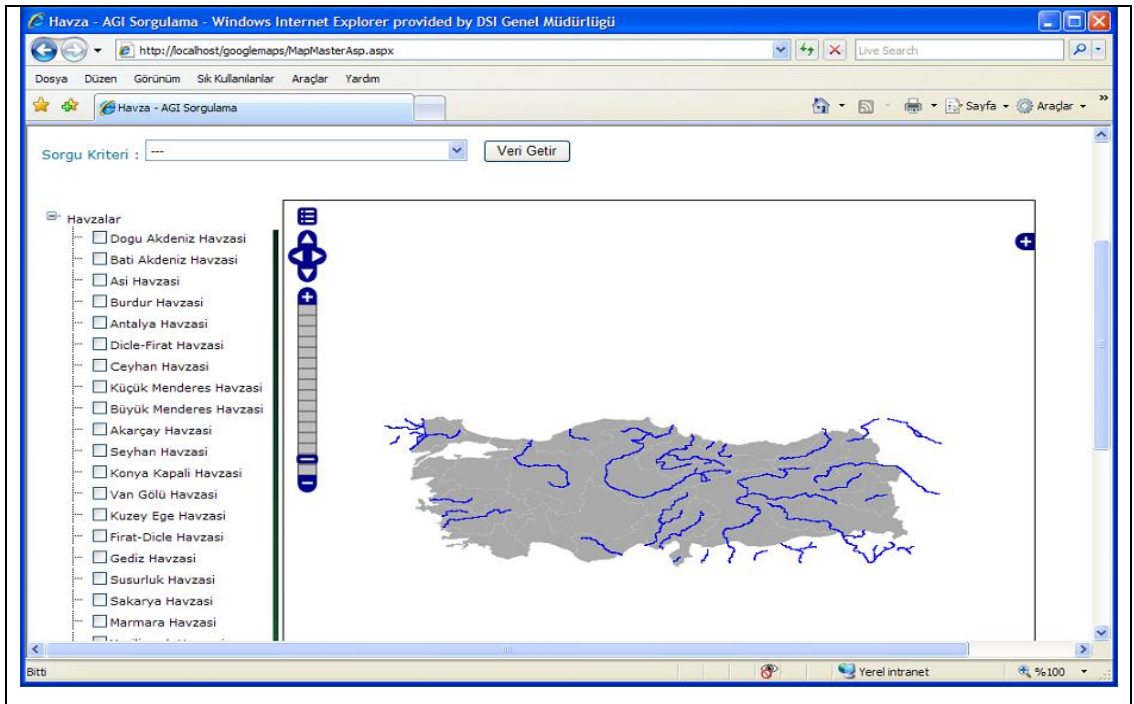 Havza - AGI Sorgulama - Windows Internet Explorer provided by DSI Genel Müdürlügü
http://localhost/googlemaps/MapMasterAsp.aspx
Live Search
Dosya Düzen Görünüm Sık Kullanılanlar Araçlar Yardım
Havza - AGI Sorgulama
Sayfa Araçlar
Sorgu Kriteri : ---
Veri Getir
Havzalar
Dogu Akdeniz Havzasi
Bati Akdeniz Havzasi
Asi Havzasi
Burdur Havzasi
Antalya Havzasi
Dicle-Firat Havzasi
Ceyhan Havzasi
Küçük Menderes Havzasi
Büyük Menderes Havzasi
Akarçay Havzasi
Seyhan Havzasi
Konya Kapali Havzasi
Van Gölü Havzasi
Kuzey Ege Havzasi
Firat-Dicle Havzasi
Gediz Havzasi
Susurluk Havzasi
Sakarya Havzasi
Marmara Havzasi
Bitti
Yerel intranet
%100